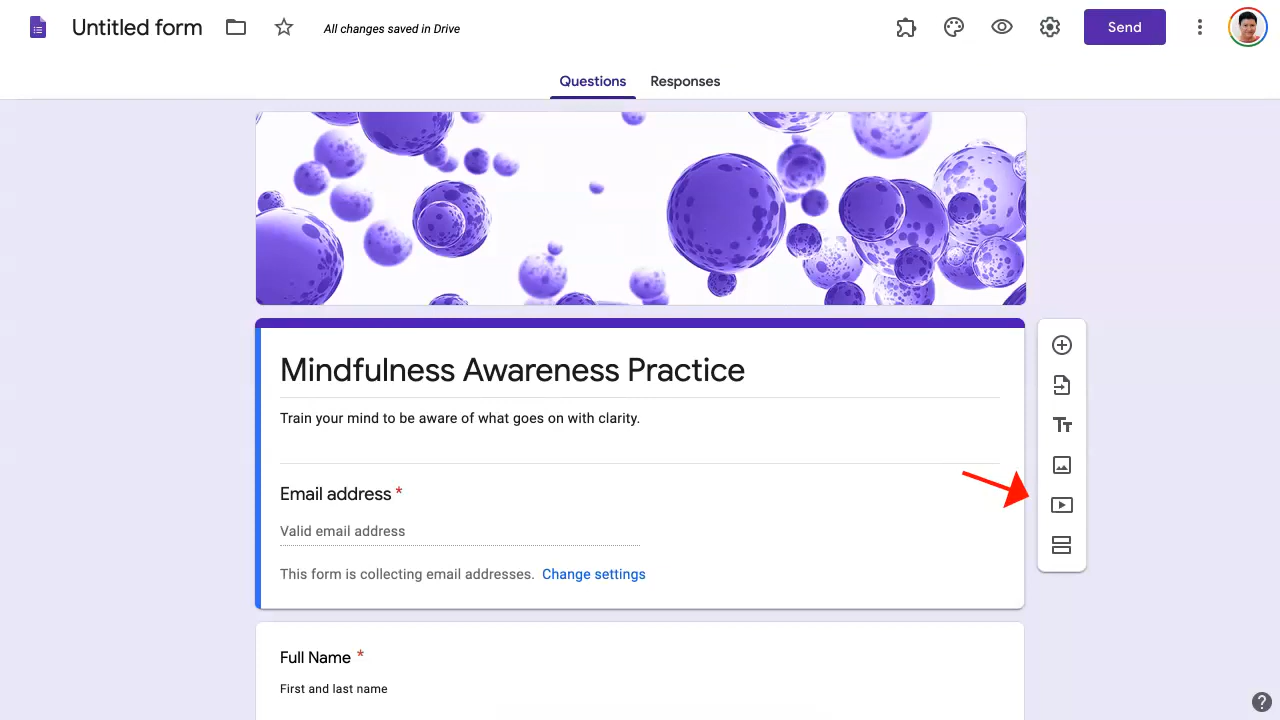 Untitled form
All changes saved in Drive
Send
Questions Responses
Mindfulness Awareness Practice
Train your mind to be aware of what goes on with clarity.
Email address *
Valid email address
This form is collecting email addresses. Change settings
Full Name *
First and last name